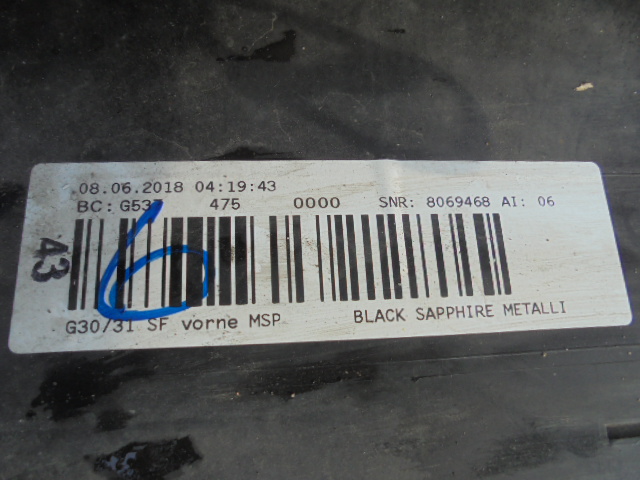 08.06.2018 04:19:43
BC: 475 0000 SNR: 8069468 AI: 06
43
6
G30/31 SF vorne MSP BLACK SAPPHIRE METALLI